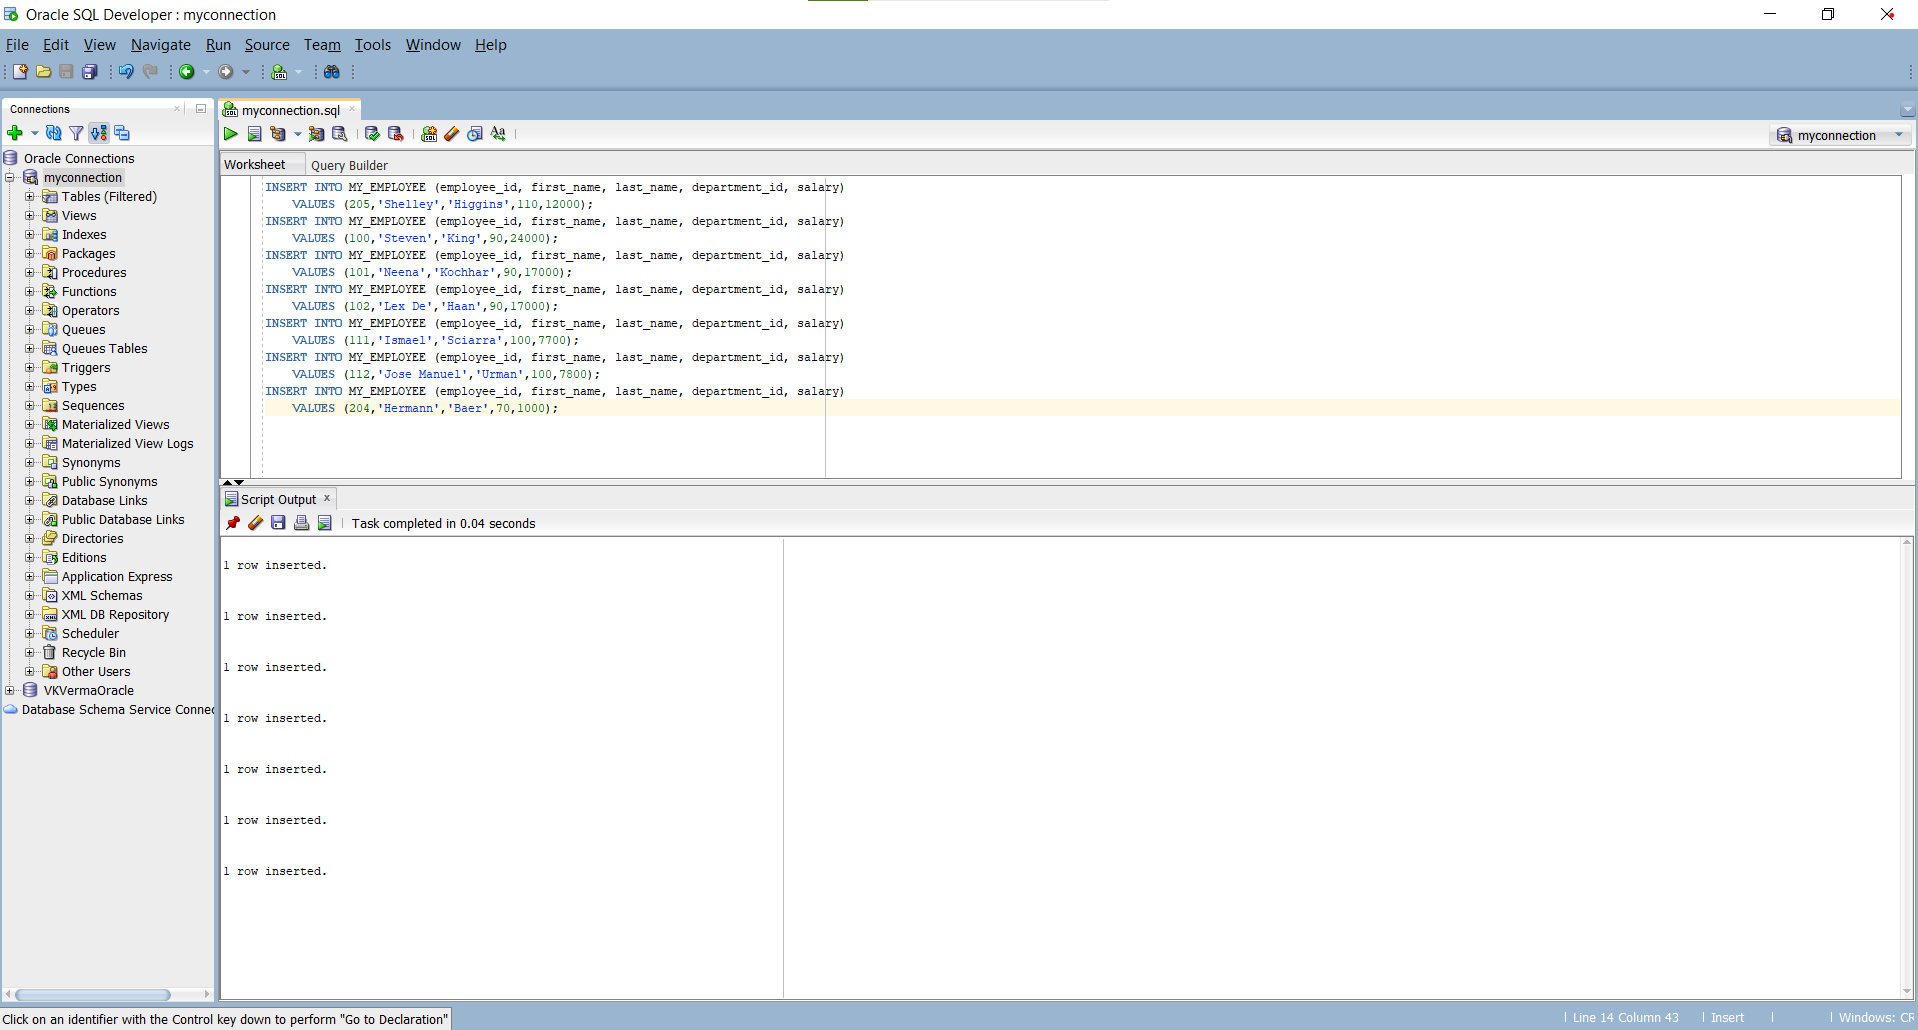 Oracle SQL Developer : myconnection
File Edit View Navigate Run Source Team Tools Window Help
Connections
Oracle Connections
myconnection
Tables (Filtered)
Views
Indexes
Packages
Procedures
Functions
Operators
Queues
Queues Tables
Triggers
Types
Sequences
Materialized Views
Materialized View Logs
Synonyms
Public Synonyms
Database Links
Public Database Links
Directories
Editions
Application Express
XML Schemas
XML DB Repository
Scheduler
Recycle Bin
Other Users
VKVermaOracle
Database Schema Service Connec
myconnection.sql
myconnection
Worksheet Query Builder
INSERT INTO MY_EMPLOYEE (employee_id, first_name, last_name, department_id, salary)
VALUES (205,'Shelley','Higgins',110,12000);
INSERT INTO MY_EMPLOYEE (employee_id, first_name, last_name, department_id, salary)
VALUES (100,'Steven','King',90,24000);
INSERT INTO MY_EMPLOYEE (employee_id, first_name, last_name, department_id, salary)
VALUES (101,'Neena','Kochhar',90,17000);
INSERT INTO MY_EMPLOYEE (employee_id, first_name, last_name, department_id, salary)
VALUES (102,'Lex De','Haan',90,17000);
INSERT INTO MY_EMPLOYEE (employee_id, first_name, last_name, department_id, salary)
VALUES (111,'Ismael','Sciarra',100,7700);
INSERT INTO MY_EMPLOYEE (employee_id, first_name, last_name, department_id, salary)
VALUES (112,'Jose Manuel','Urman',100,7800);
INSERT INTO MY_EMPLOYEE (employee_id, first_name, last_name, department_id, salary)
VALUES (204,'Hermann','Baer',70,1000);
Script Output
Task completed in 0.04 seconds
1 row inserted.
1 row inserted.
1 row inserted.
1 row inserted.
1 row inserted.
1 row inserted.
1 row inserted.
Click on an identifier with the Control key down to perform "Go to Declaration"
Line 14 Column 43 Insert Windows: CR